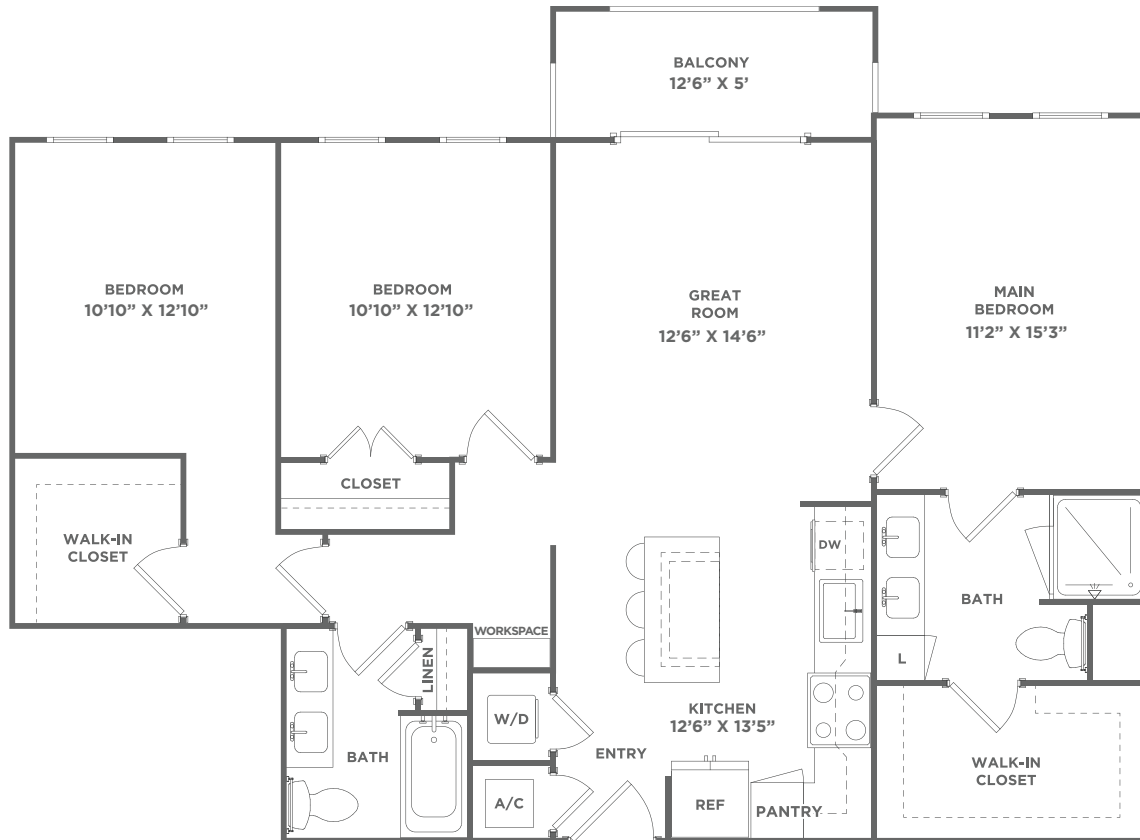 BALCONY
12’6” X 5’
BEDROOM
10’10” X 12’10”
BEDROOM
10’10” X 12’10”
GREAT
ROOM
12’6” X 14’6”
MAIN
BEDROOM
11’2” X 15’3”
CLOSET
WALK-IN
CLOSET
DW
BATH
WORKSPACE
LINEN
L
W/D
KITCHEN
12’6” X 13’5”
ENTRY
BATH
WALK-IN
CLOSET
A/C
REF
PANTRY